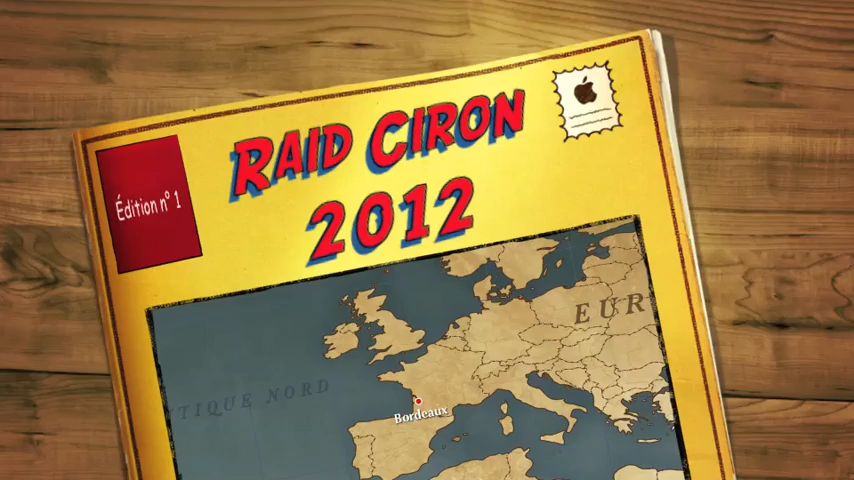 RAID CIRON
2012
Édition n° 1
EUR
TIQUE NORD
Bordeaux